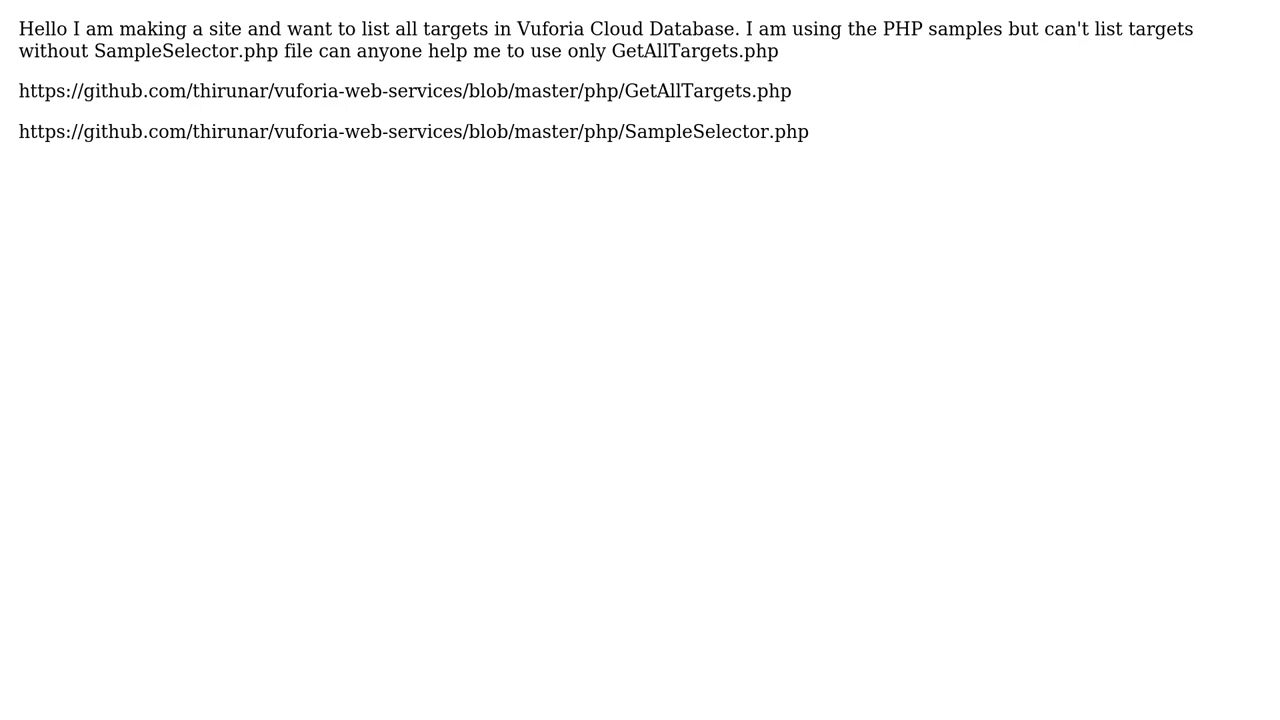 Hello I am making a site and want to list all targets in Vuforia Cloud Database. I am using the PHP samples but can't list targets
without SampleSelector.php file can anyone help me to use only GetAllTargets.php
https://github.com/thirunar/vuforia-web-services/blob/master/php/GetAllTargets.php
https://github.com/thirunar/vuforia-web-services/blob/master/php/SampleSelector.php